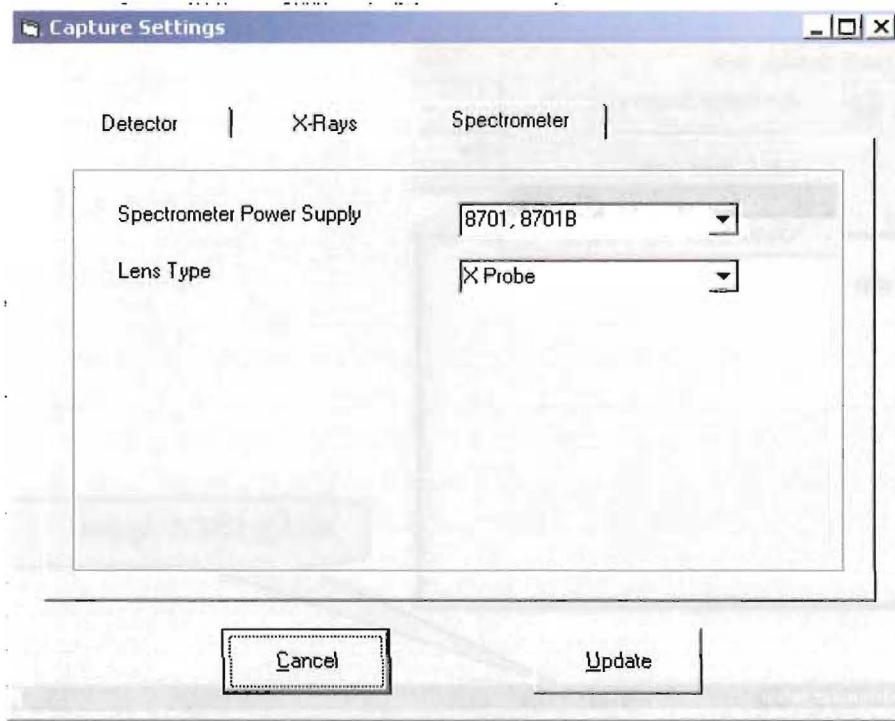 Capture Settings
Detector X-Rays Spectrometer
Spectrometer Power Supply 8701, 8701B
Lens Type X Probe
Cancel Update